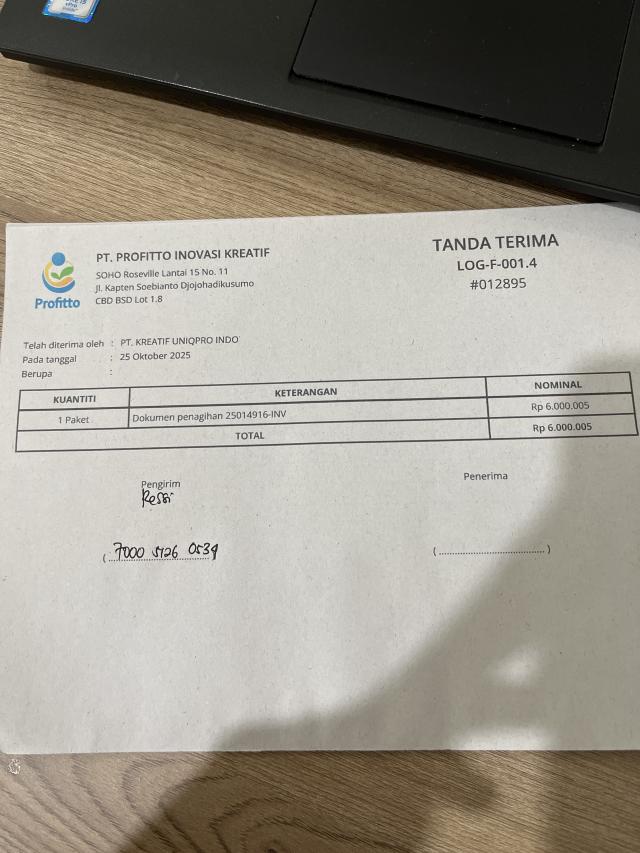 vPro
PT. PROFITTO INOVASI KREATIF
SOHO Roseville Lantai 15 No. 11
Jl. Kapten Soebianto Djojohadikusumo
CBD BSD Lot 1.8
Profitto
TANDA TERIMA
LOG-F-001.4
#012895
Telah diterima oleh : PT. KREATIF UNIQPRO INDO
Pada tanggal : 25 Oktober 2025
Berupa :
KUANTITI KETERANGAN NOMINAL
1 Paket Dokumen penagihan 25014916-INV Rp 6.000.005
TOTAL Rp 6.000.005
Pengirim Penerima
Ressi
(7000 5126 0539 (....................................)